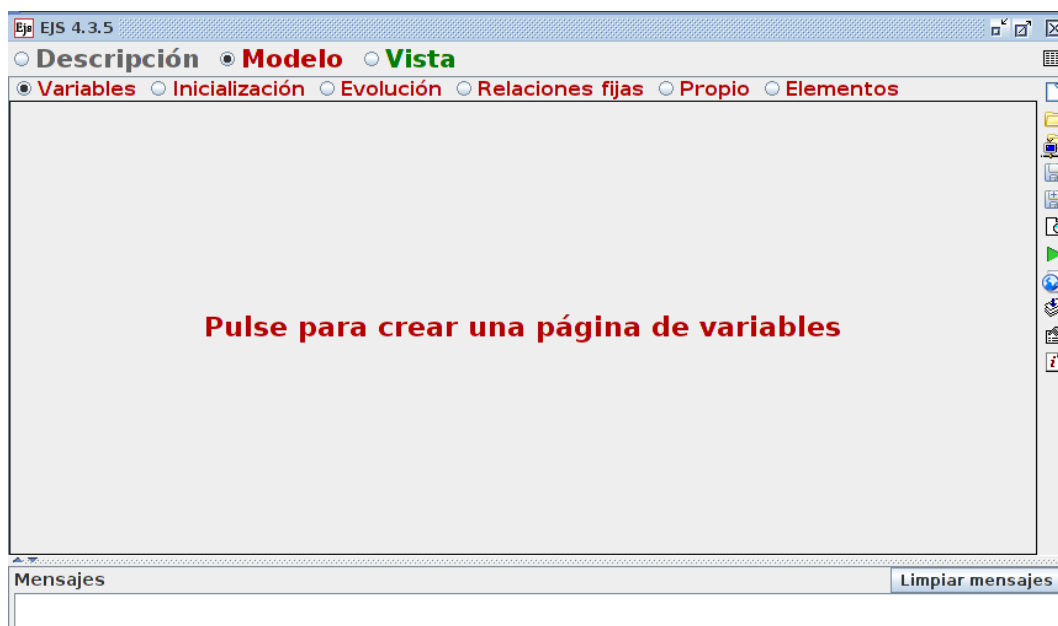 Ejs EJS 4.3.5
Descripción Modelo Vista
Variables Inicialización Evolución Relaciones fijas Propio Elementos
Pulse para crear una página de variables
Mensajes Limpiar mensajes